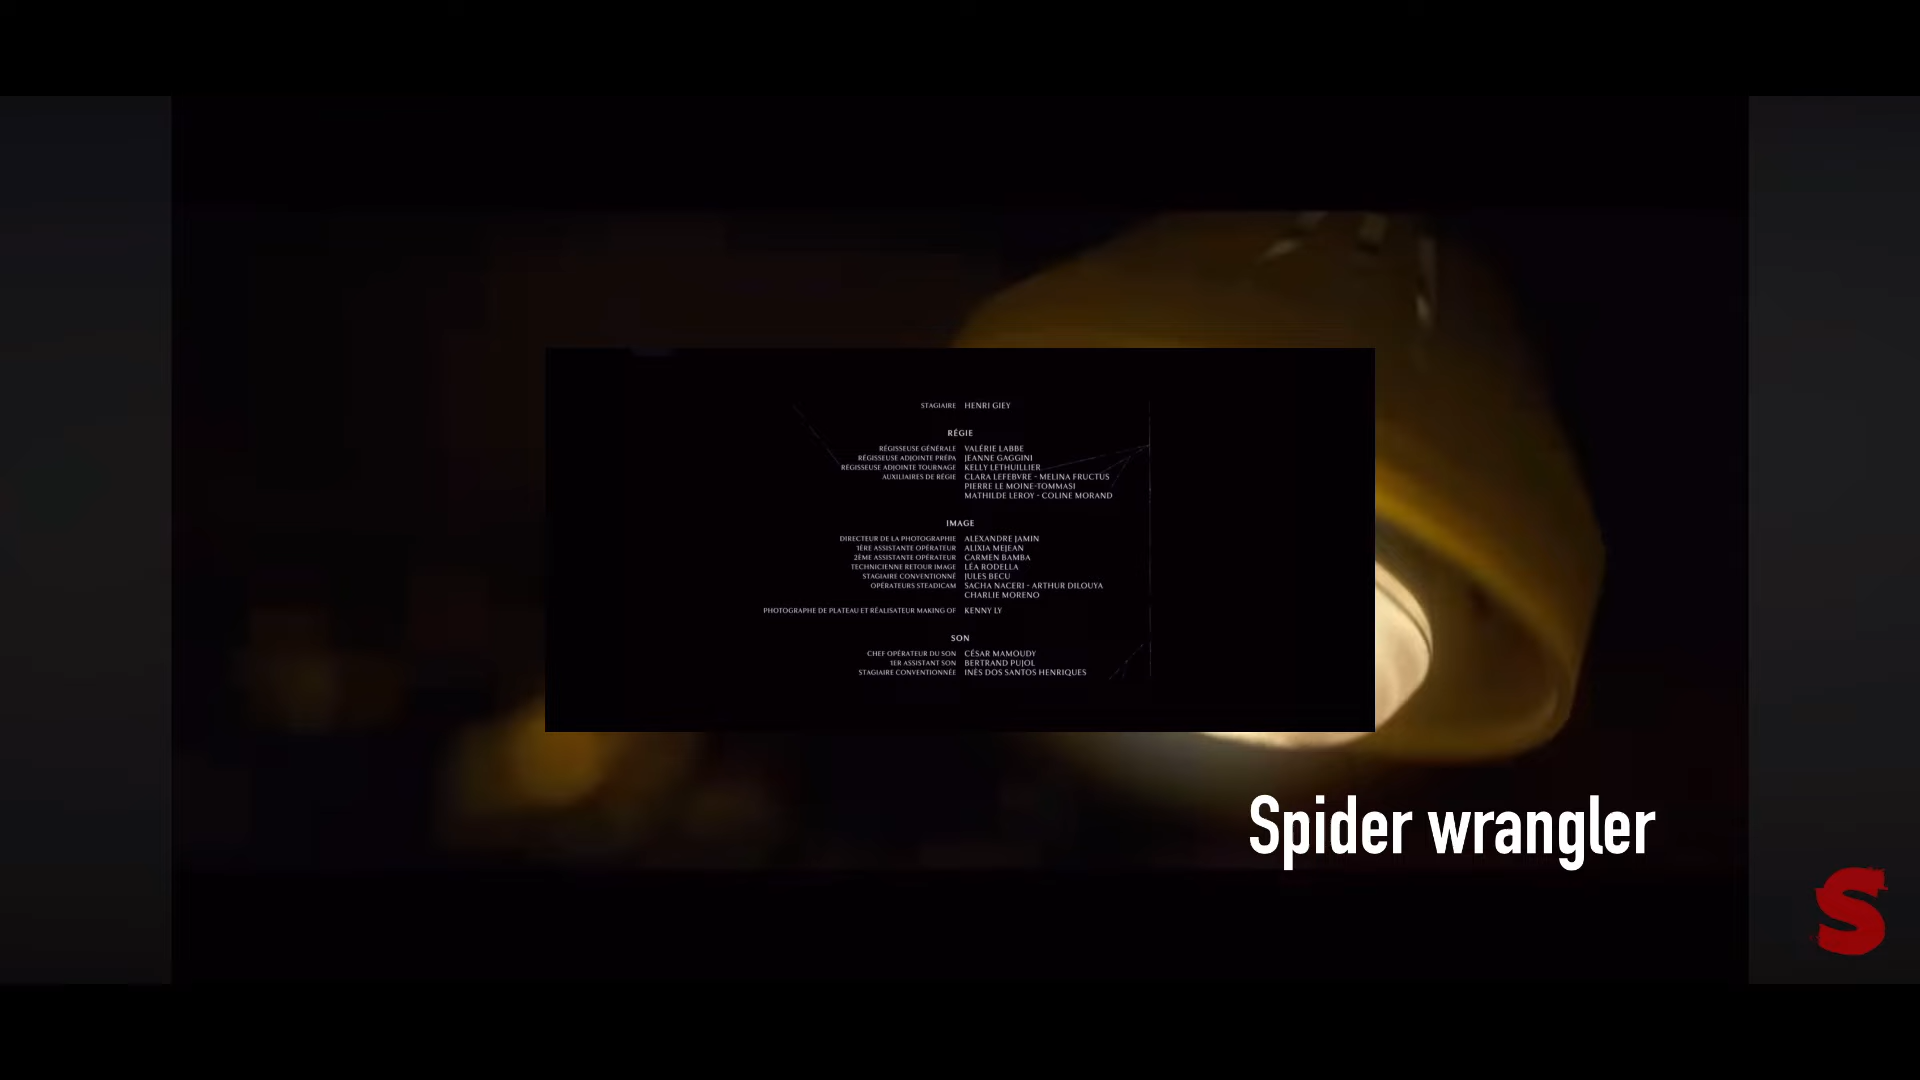 STAGIAIRE HENRI GIEY
RÉGIE
RÉGISSEUSE GÉNÉRALE VALÉRIE LABBE
RÉGISSEUSE ADJOINTE PRÉPA JEANNE GAGGINI
RÉGISSEUSE ADJOINTE TOURNAGE KELLY LETHUILLIER
AUXILIAIRES DE RÉGIE CLARA LEFEBVRE - MELINA FRUCTUS
PIERRE LE MOINE-TOMMASI
MATHILDE LEROY - COLINE MORAND
IMAGE
DIRECTEUR DE LA PHOTOGRAPHIE ALEXANDRE JAMIN
1ÈRE ASSISTANTE OPÉRATEUR ALIXIA MEJEAN
2ÈME ASSISTANTE OPÉRATEUR CARMEN BAMBA
TECHNICIENNE RETOUR IMAGE LÉA RODELLA
STAGIAIRE CONVENTIONNÉ JULES BECU
OPÉRATEURS STEADICAM SACHA NACERI - ARTHUR DILOUYA
CHARLIE MORENO
PHOTOGRAPHE DE PLATEAU ET RÉALISATEUR MAKING OF KENNY LY
SON
CHEF OPÉRATEUR DU SON CÉSAR MAMOUDY
1ER ASSISTANT SON BERTRAND PUJOL
STAGIAIRE CONVENTIONNÉE INÈS DOS SANTOS HENRIQUES
Spider wrangler
S